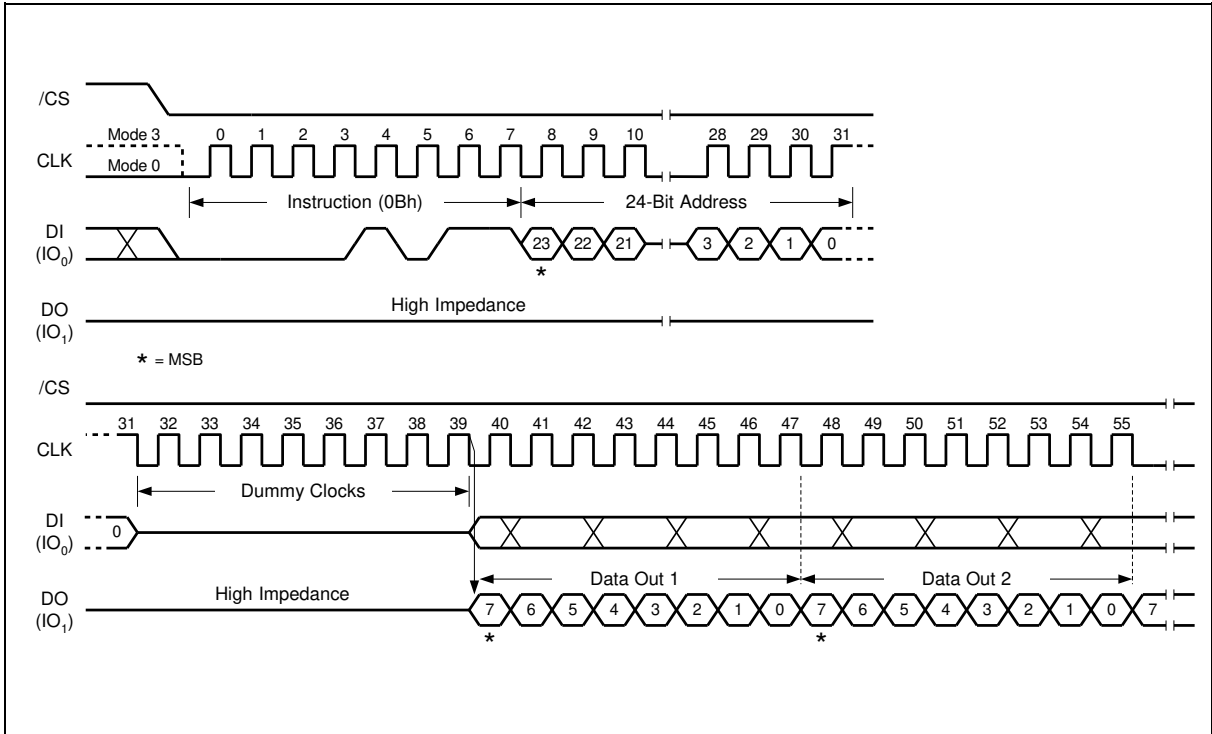 /CS
Mode 3 0 1 2 3 4 5 6 7 8 9 10 28 29 30 31
CLK
Mode 0
Instruction (0Bh) 24-Bit Address
DI
(IO0) 23 22 21 3 2 1 0
*
High Impedance
DO
(IO1)
* = MSB
/CS
31 32 33 34 35 36 37 38 39 40 41 42 43 44 45 46 47 48 49 50 51 52 53 54 55
CLK
Dummy Clocks
DI
(IO0) 0
Data Out 1 Data Out 2
High Impedance
DO
(IO1) 7 6 5 4 3 2 1 0 7 6 5 4 3 2 1 0 7
* *